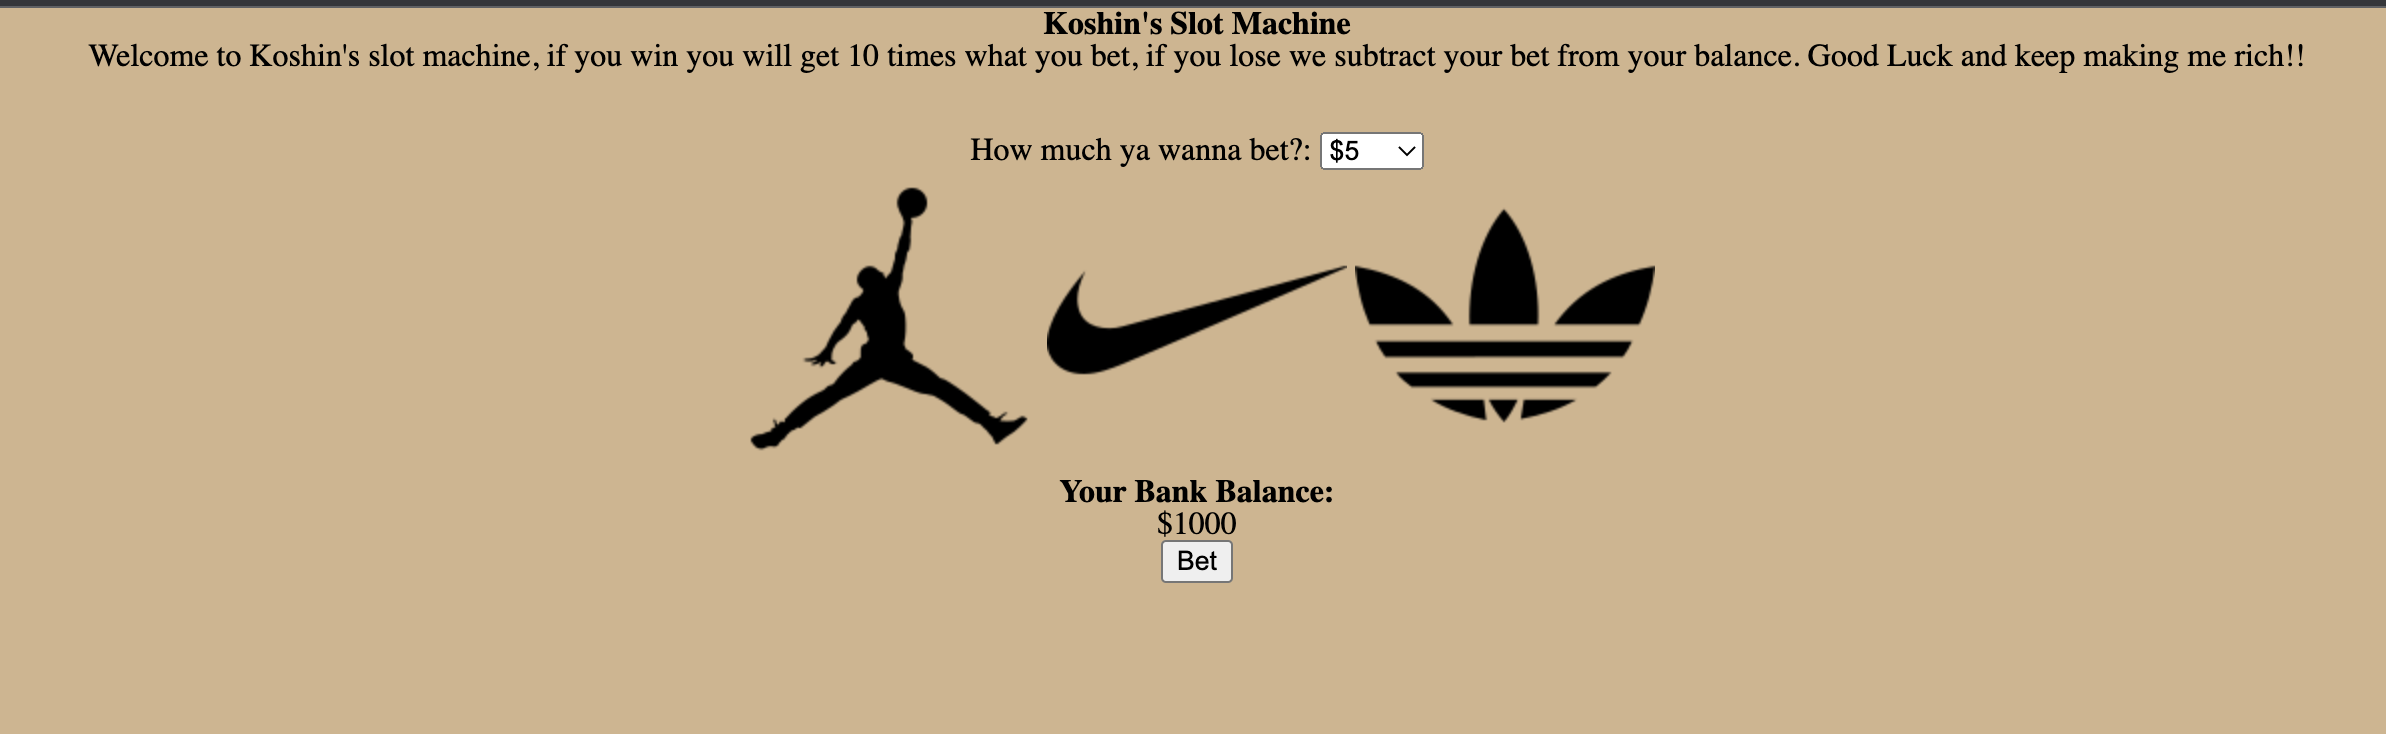 Koshin's Slot Machine
Welcome to Koshin's slot machine, if you win you will get 10 times what you bet, if you lose we subtract your bet from your balance. Good Luck and keep making me rich!!
How much ya wanna bet?: $5
Your Bank Balance:
$1000
Bet